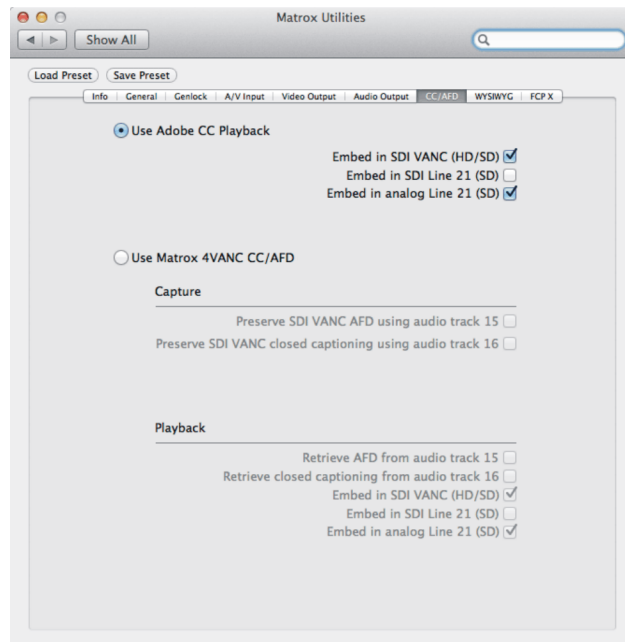 Matrox Utilities
Show All
Load Preset Save Preset
Info General Genlock A/V Input Video Output Audio Output CC/AFD WYSIWYG FCP X
Use Adobe CC Playback
Embed in SDI VANC (HD/SD)
Embed in SDI Line 21 (SD)
Embed in analog Line 21 (SD)
Use Matrox 4VANC CC/AFD
Capture
Preserve SDI VANC AFD using audio track 15
Preserve SDI VANC closed captioning using audio track 16
Playback
Retrieve AFD from audio track 15
Retrieve closed captioning from audio track 16
Embed in SDI VANC (HD/SD)
Embed in SDI Line 21 (SD)
Embed in analog Line 21 (SD)